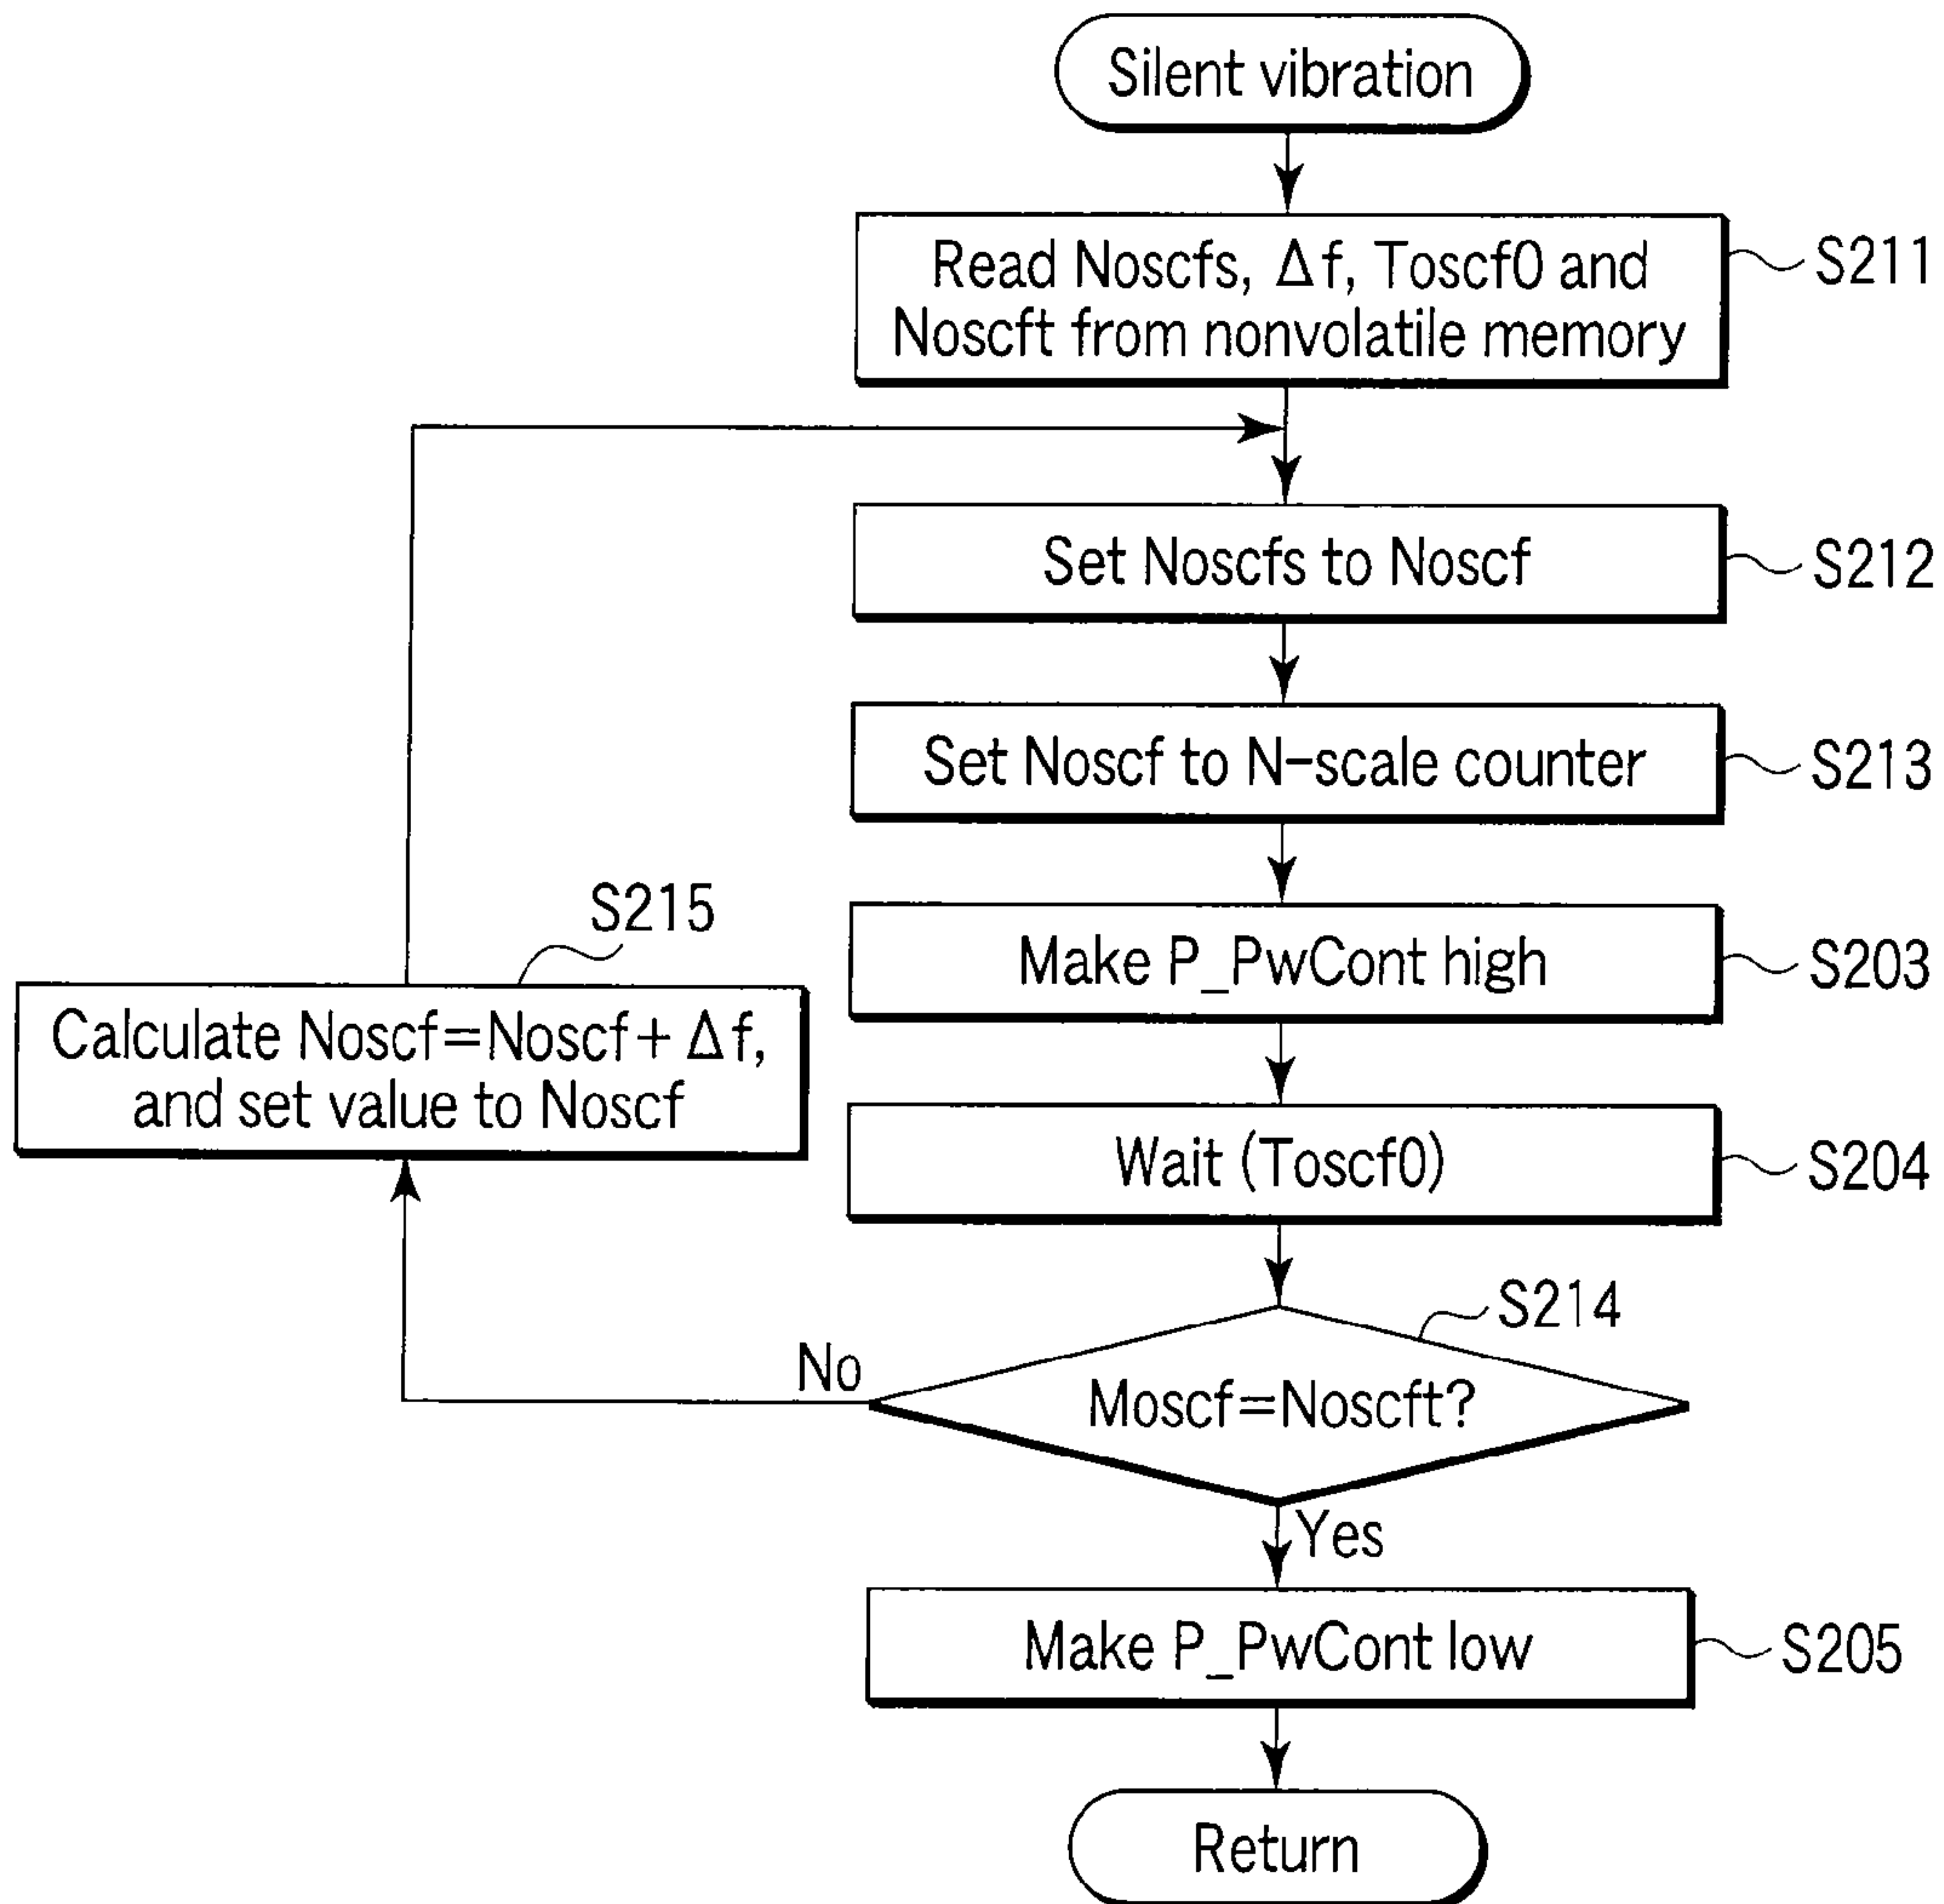 Silent vibration
Read Noscfs, Δf, Toscf0 and
Noscft from nonvolatile memory
S211
Set Noscfs to Noscf
S212
Set Noscf to N-scale counter
S213
Make P_PwCont high
S203
S215
Calculate Noscf=Noscf+ Δf,
and set value to Noscf
Wait (Toscf0)
S204
S214
Moscf=Noscft?
No
Yes
Make P_PwCont low
S205
Return